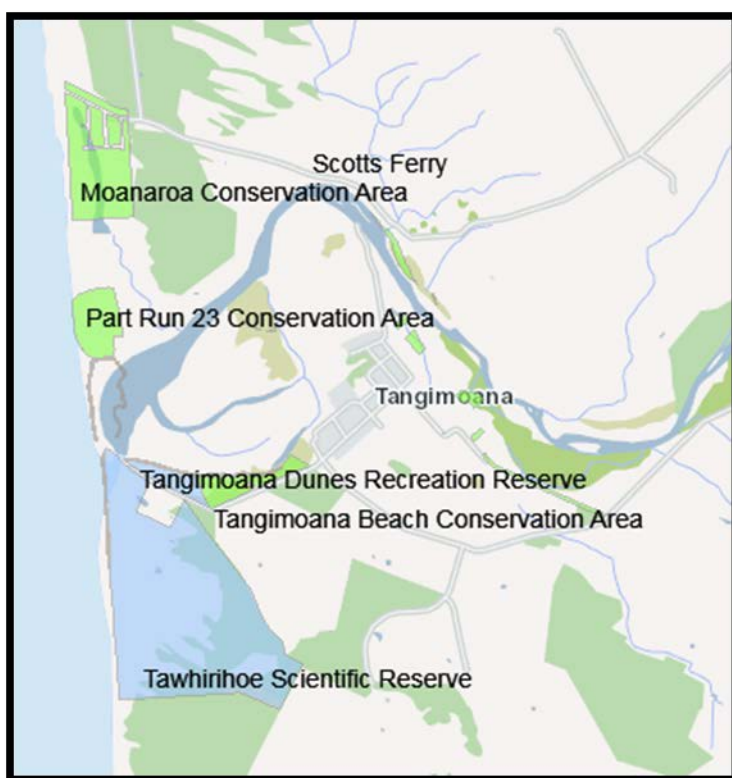 Scotts Ferry
Moanaroa Conservation Area
Part Run 23 Conservation Area
Tangimoana
Tangimoana Dunes Recreation Reserve
Tangimoana Beach Conservation Area
Tawhirihoe Scientific Reserve